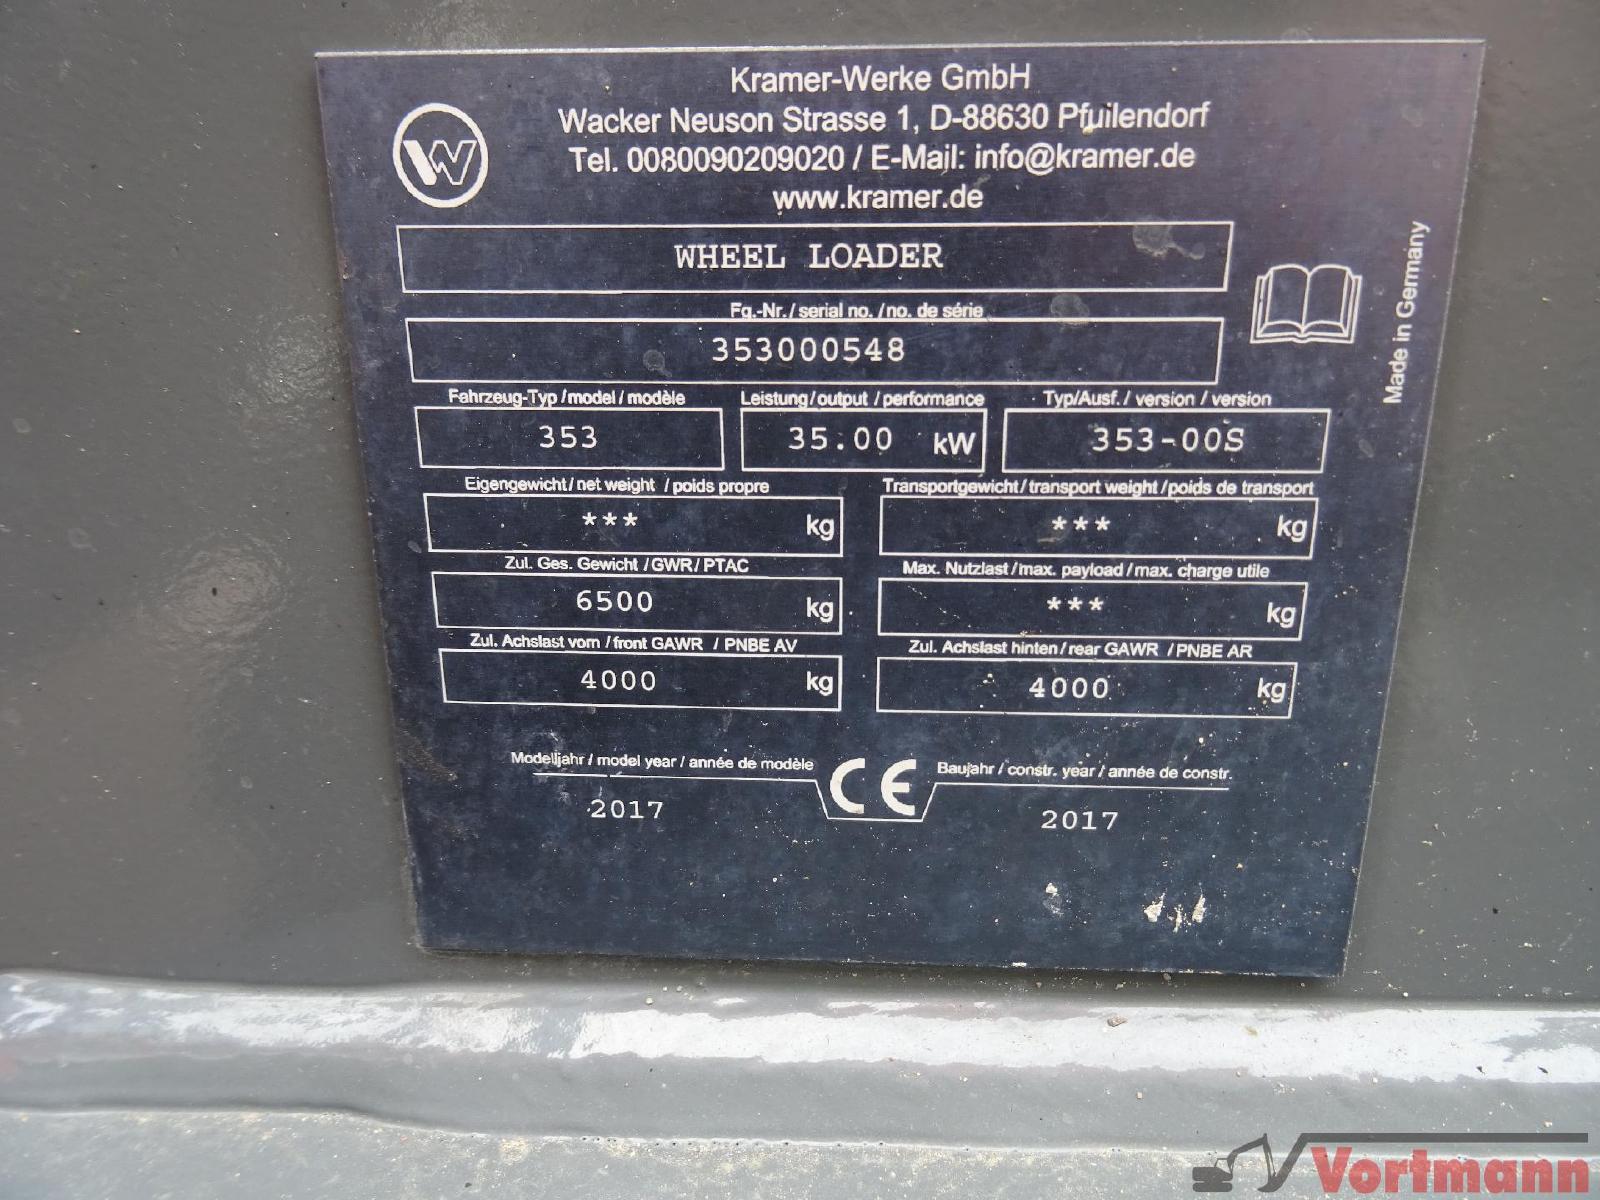 Kramer-Werke GmbH
Wacker Neuson Strasse 1, D-88630 Pfullendorf
Tel. 0080090209020 / E-Mail: info@kramer.de
www.kramer.de
W
WHEEL LOADER
Fg.-Nr. / serial no. / no. de série
353000548
Made in Germany
Fahrzeug-Typ / model / modèle
Leistung / output / performance
Typ/Ausf. / version / version
353
35.00 kW
353-00S
Eigengewicht / net weight / poids propre
Transportgewicht / transport weight / poids de transport
*** kg
*** kg
Zul. Ges. Gewicht / GWR / PTAC
Max. Nutzlast / max. payload / max. charge utile
6500 kg
*** kg
Zul. Achslast vorn / front GAWR / PNBE AV
Zul. Achslast hinten / rear GAWR / PNBE AR
4000 kg
4000 kg
Modelljahr / model year / année de modèle
CE
Baujahr / constr. year / année de constr.
2017
2017
Vortmann